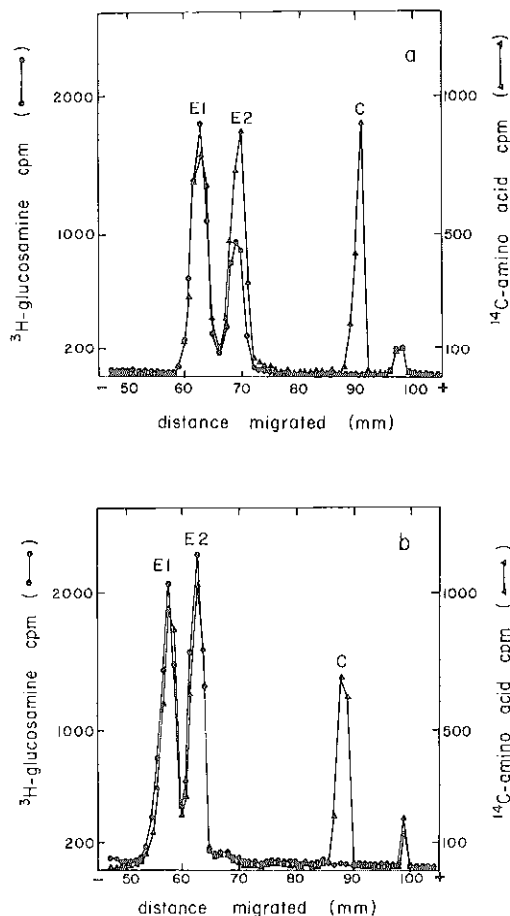 a
E1
E2
C
2000
1000
200
1000
500
100
³H-glucosamine cpm (o—o)
¹⁴C-amino acid cpm (▲—▲)
– 50 60 70 80 90 100 +
distance migrated (mm)
b
E1
E2
C
2000
1000
200
1000
500
100
³H-glucosamine cpm (o—o)
¹⁴C-amino acid cpm (▲—▲)
– 50 60 70 80 90 100 +
distance migrated (mm)